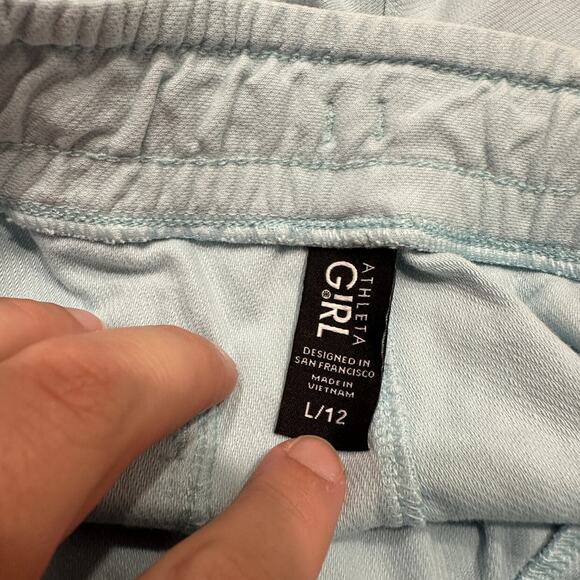 ATHLETA
GiRL
DESIGNED IN
SAN FRANCISCO
MADE IN
VIETNAM
L/12